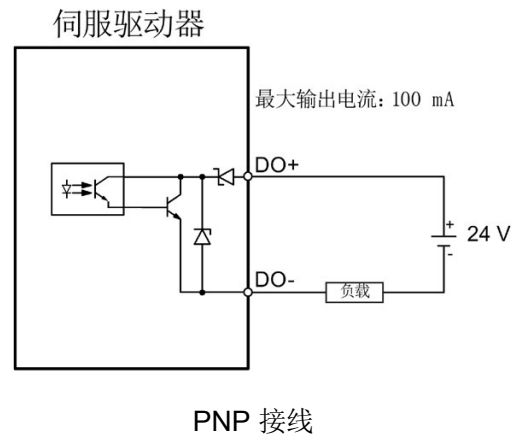 伺服驱动器
最大输出电流：100 mA
DO+
+
24 V
-
DO-
负载
PNP 接线